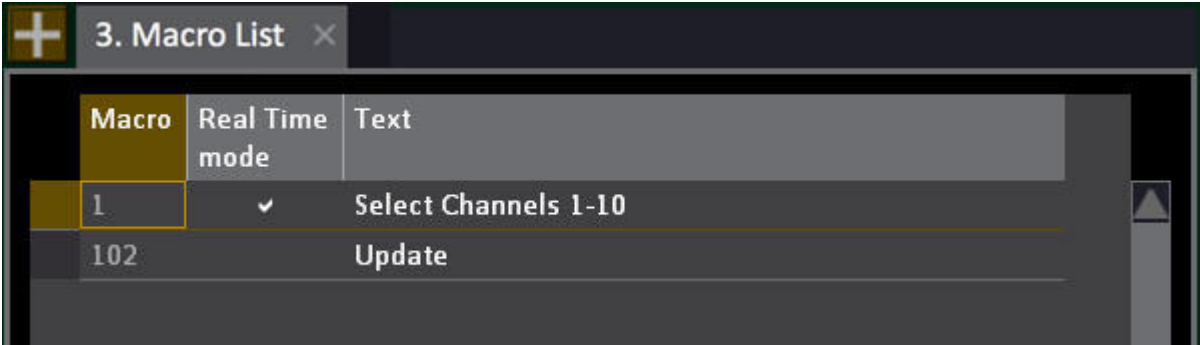 3. Macro List
Macro Real Time mode Text
1 Select Channels 1-10
102 Update